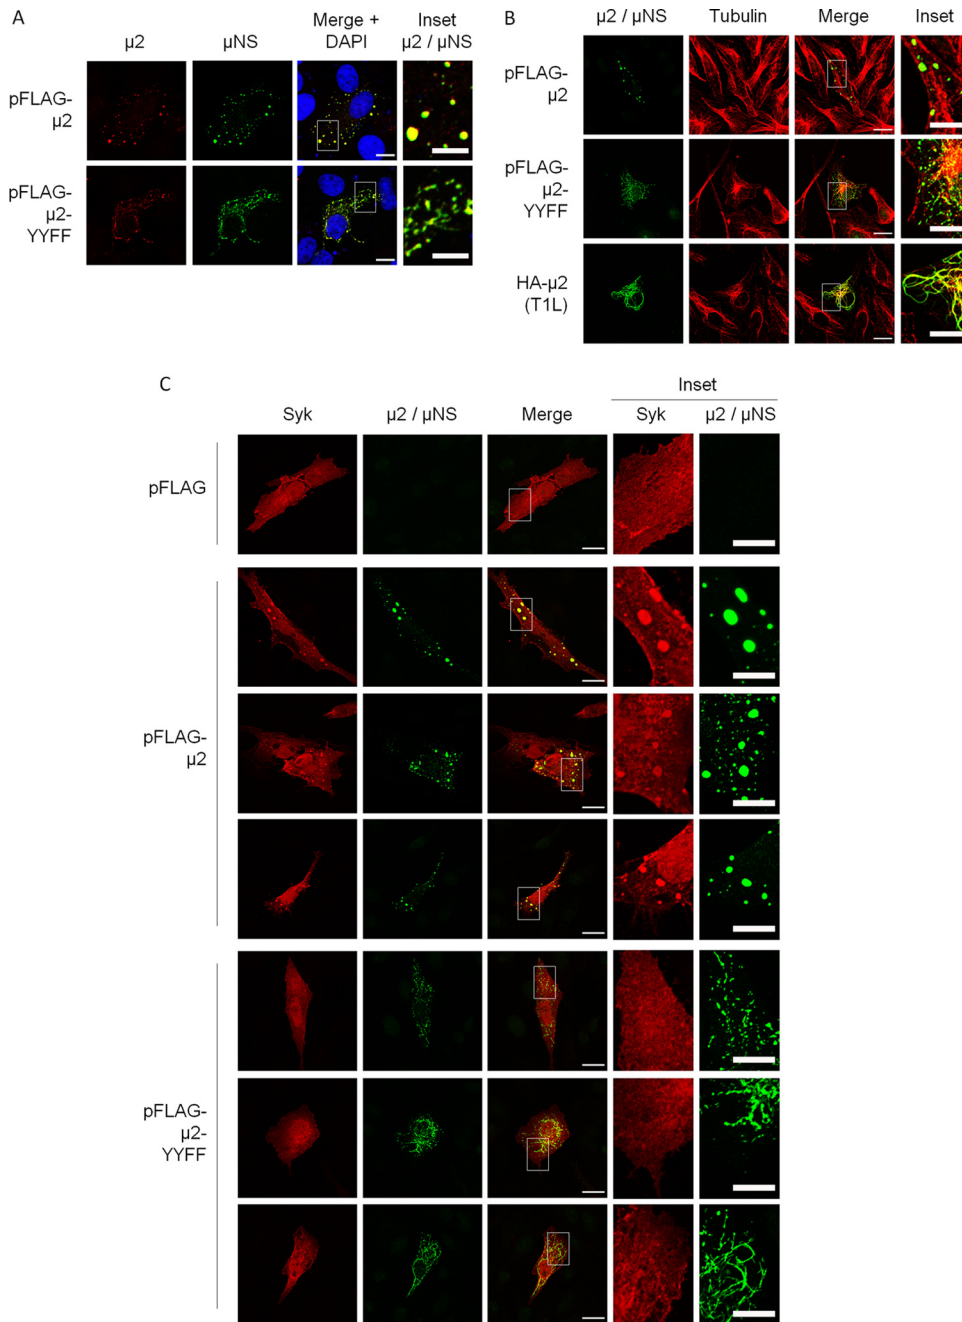 A
μ2
μNS
Merge +
DAPI
Inset
μ2 / μNS
pFLAG-
μ2
pFLAG-
μ2-
YYFF
B
μ2 / μNS
Tubulin
Merge
Inset
pFLAG-
μ2
pFLAG-
μ2-
YYFF
HA-μ2
(T1L)
C
Inset
Syk
μ2 / μNS
Merge
Syk
μ2 / μNS
pFLAG
pFLAG-
μ2
pFLAG-
μ2-
YYFF